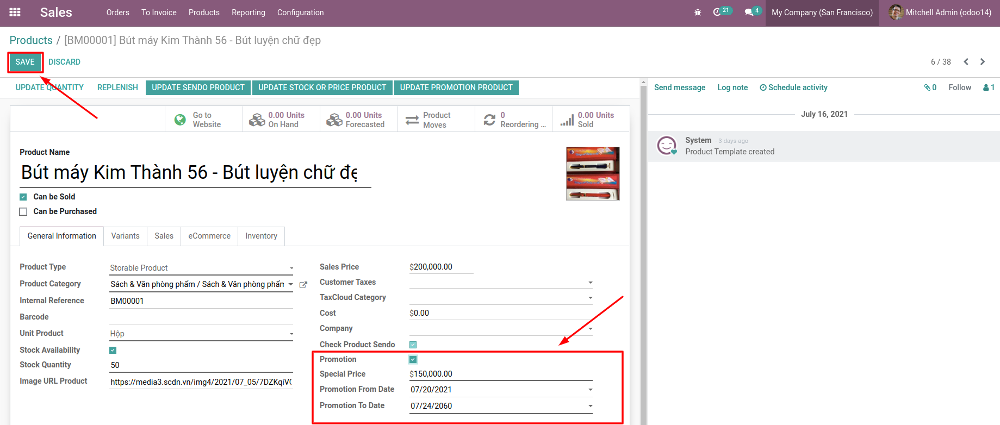 Sales Orders To Invoice Products Reporting Configuration 21 4 My Company (San Francisco) Mitchell Admin (odoo14)
Products / [BM00001] Bút máy Kim Thành 56 - Bút luyện chữ đẹp
SAVE DISCARD 6 / 38
UPDATE QUANTITY REPLENISH UPDATE SENDO PRODUCT UPDATE STOCK OR PRICE PRODUCT UPDATE PROMOTION PRODUCT
Send message Log note Schedule activity 0 Follow 1
Go to
Website
0.00 Units
On Hand
0.00 Units
Forecasted
Product
Moves
0
Reordering ...
0.00 Units
Sold
July 16, 2021
System - 3 days ago
Product Template created
Product Name
Bút máy Kim Thành 56 - Bút luyện chữ đẹ
Can be Sold
Can be Purchased
General Information Variants Sales eCommerce Inventory
Product Type Storable Product
Product Category Sách & Văn phòng phẩm / Sách & Văn phòng phẩm
Internal Reference BM00001
Barcode
Unit Product Hộp
Stock Availability
Stock Quantity 50
Image URL Product https://media3.scdn.vn/img4/2021/07_05/7DZKqiV
Sales Price $200,000.00
Customer Taxes
TaxCloud Category
Cost $0.00
Company
Check Product Sendo
Promotion
Special Price $150,000.00
Promotion From Date 07/20/2021
Promotion To Date 07/24/2060